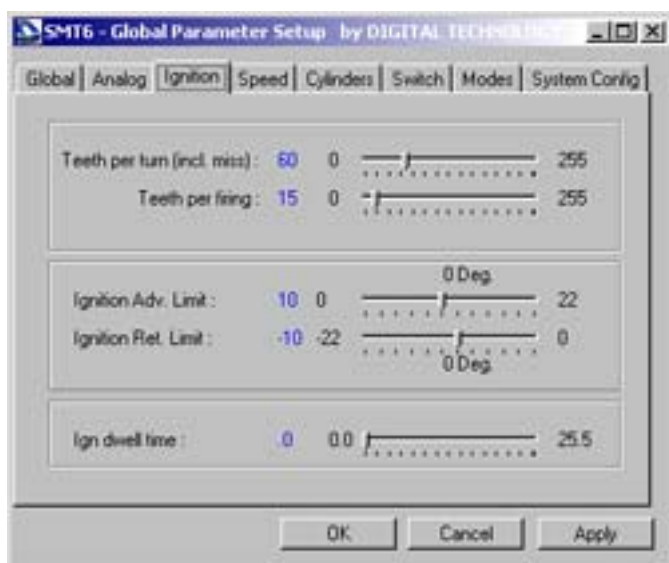 SMT6 - Global Parameter Setup by DIGITAL TECHNOLOGY
Global Analog Ignition Speed Cylinders Switch Modes System Config
Teeth per turn (incl. miss) : 60 0 255
Teeth per firing : 15 0 255
0 Deg.
Ignition Adv. Limit : 10 0 22
Ignition Ret. Limit : -10 -22 0
0 Deg.
Ign dwell time : .0 0.0 25.5
OK Cancel Apply